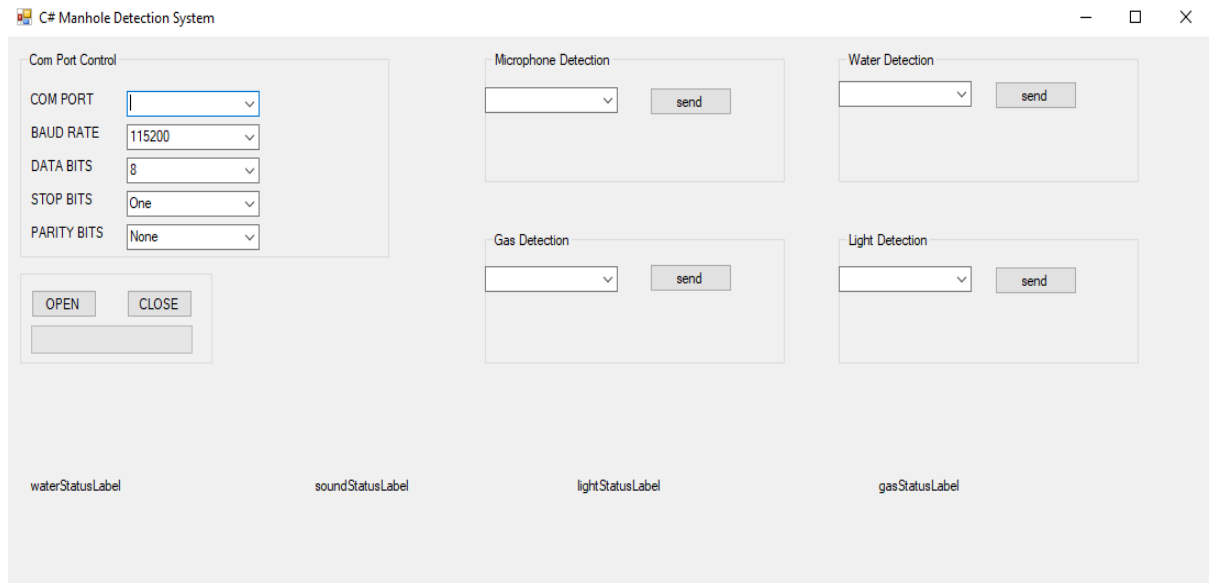 C# Manhole Detection System
Com Port Control
COM PORT
BAUD RATE 115200
DATA BITS 8
STOP BITS One
PARITY BITS None
OPEN CLOSE
Microphone Detection
send
Water Detection
send
Gas Detection
send
Light Detection
send
waterStatusLabel soundStatusLabel lightStatusLabel gasStatusLabel